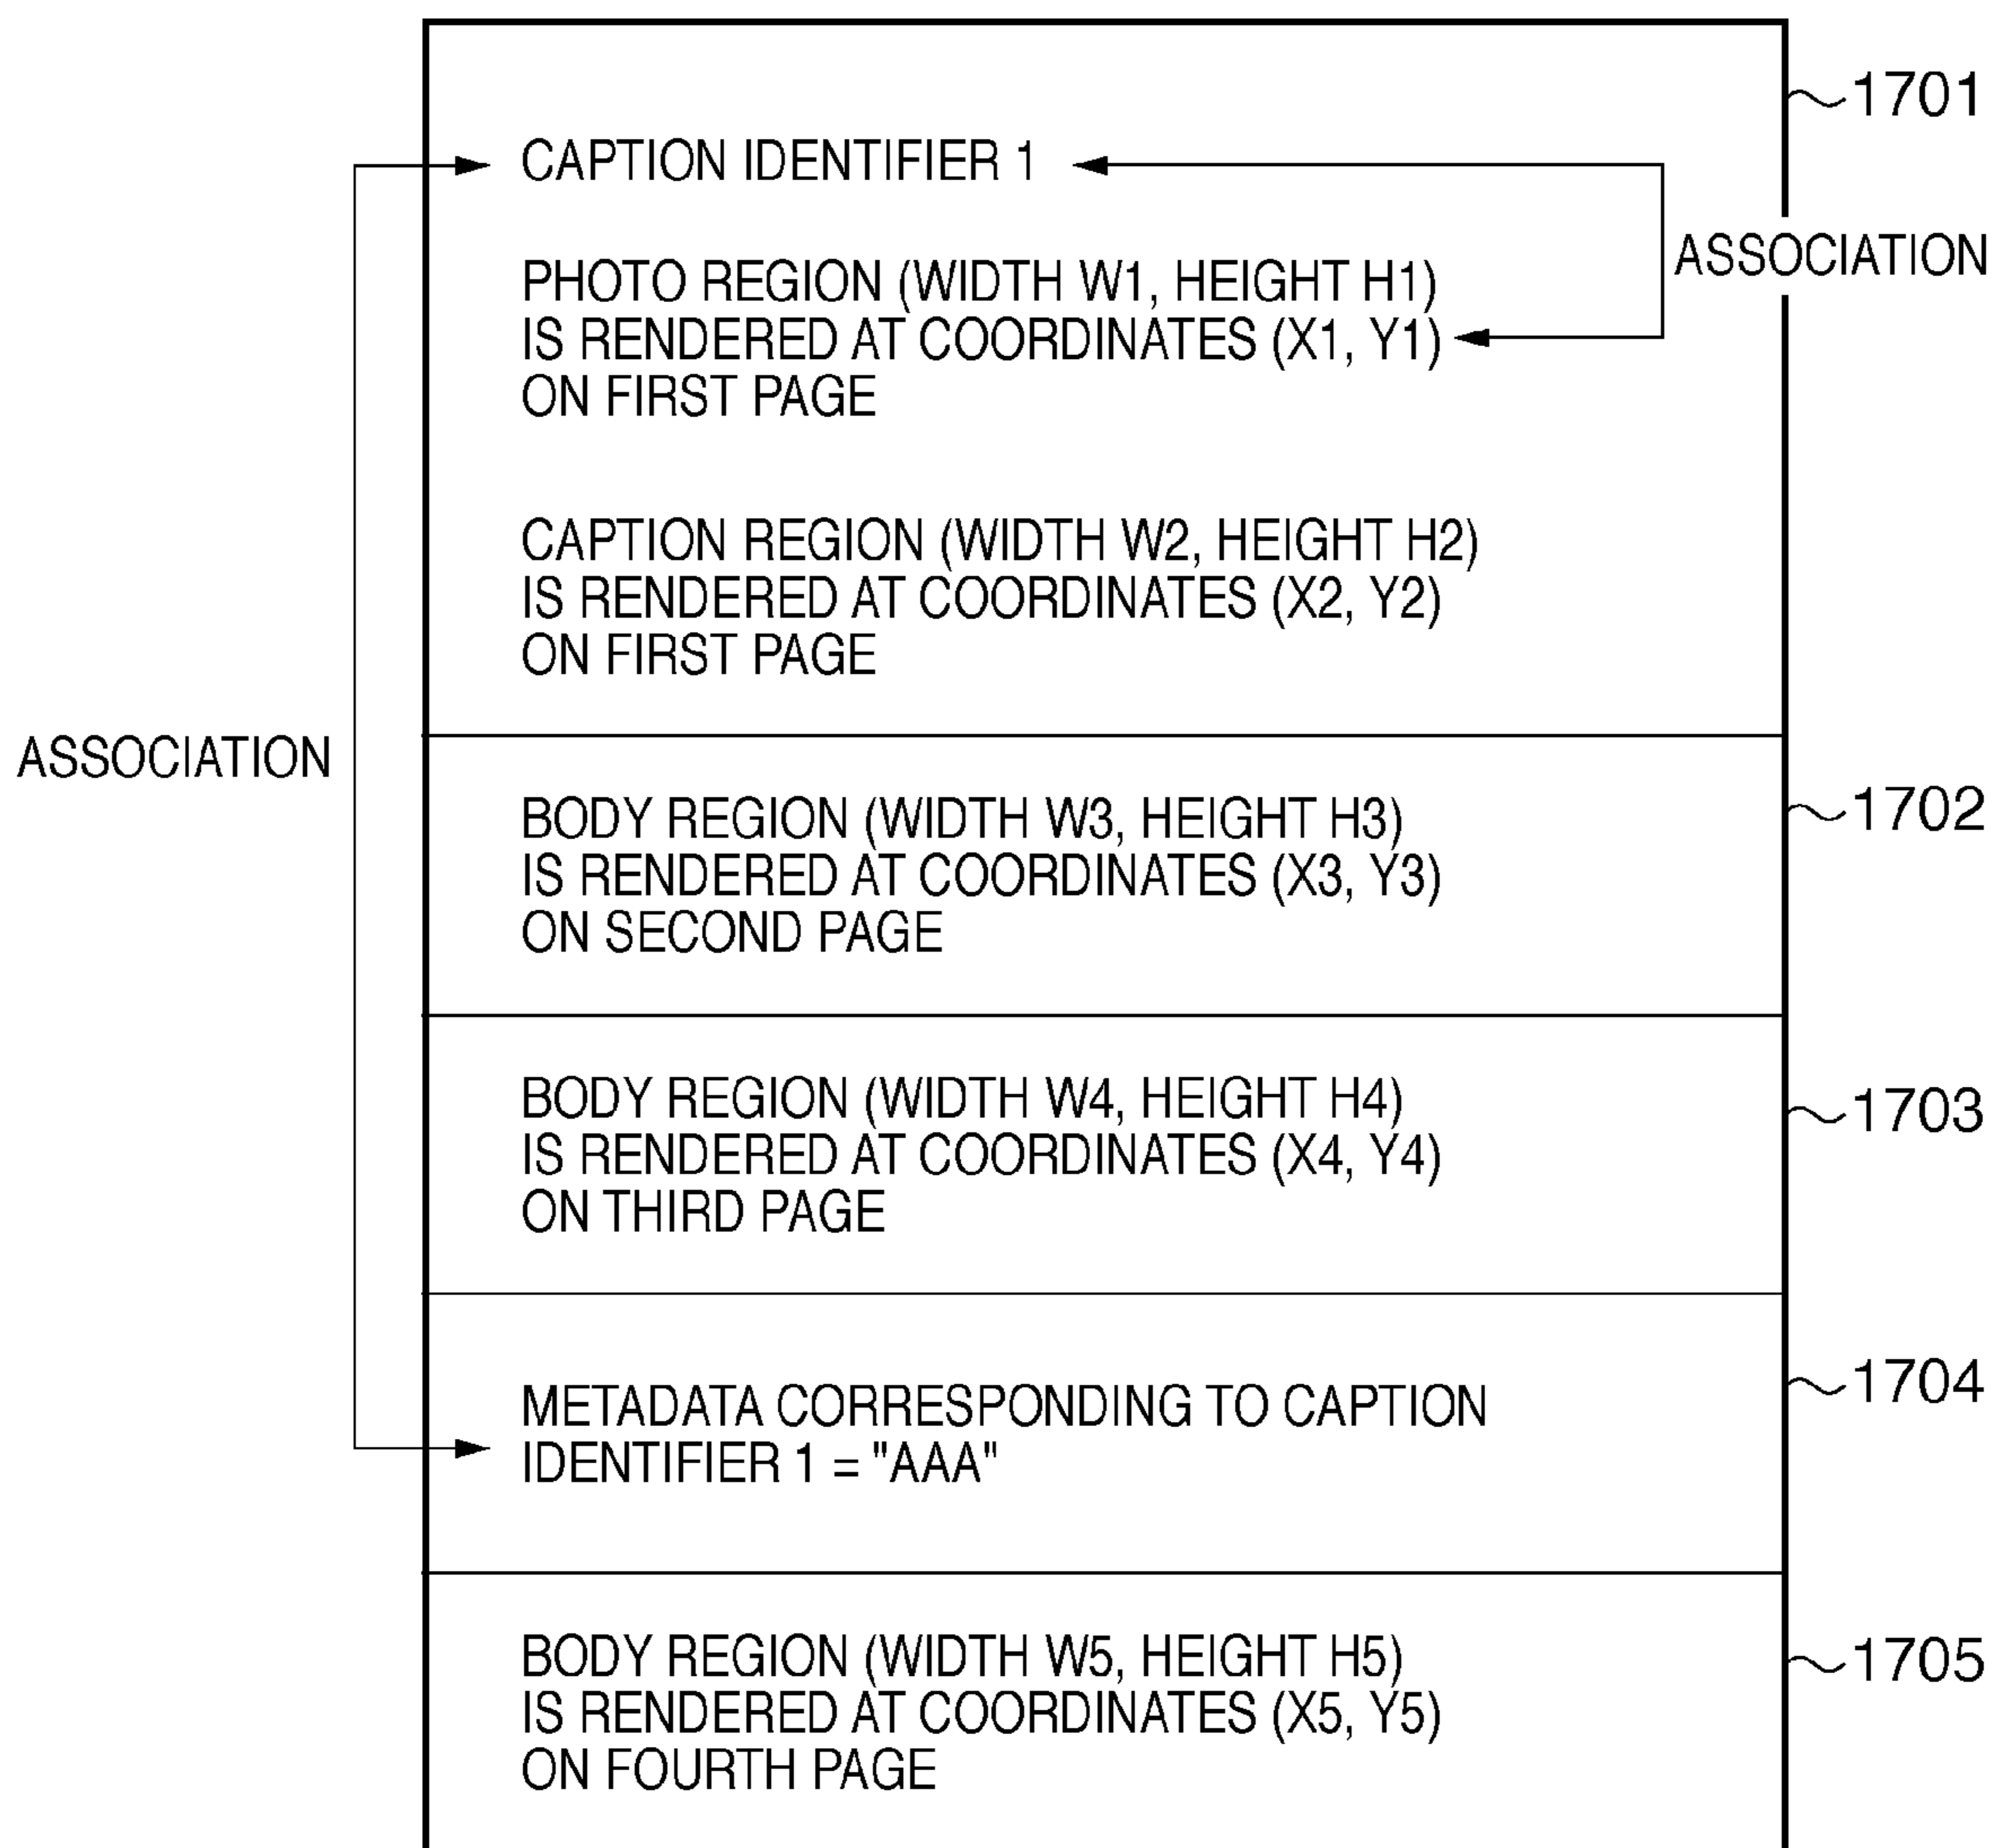 1701
CAPTION IDENTIFIER 1
ASSOCIATION
PHOTO REGION (WIDTH W1, HEIGHT H1)
IS RENDERED AT COORDINATES (X1, Y1)
ON FIRST PAGE
CAPTION REGION (WIDTH W2, HEIGHT H2)
IS RENDERED AT COORDINATES (X2, Y2)
ON FIRST PAGE
ASSOCIATION
1702
BODY REGION (WIDTH W3, HEIGHT H3)
IS RENDERED AT COORDINATES (X3, Y3)
ON SECOND PAGE
1703
BODY REGION (WIDTH W4, HEIGHT H4)
IS RENDERED AT COORDINATES (X4, Y4)
ON THIRD PAGE
1704
METADATA CORRESPONDING TO CAPTION
IDENTIFIER 1 = "AAA"
1705
BODY REGION (WIDTH W5, HEIGHT H5)
IS RENDERED AT COORDINATES (X5, Y5)
ON FOURTH PAGE